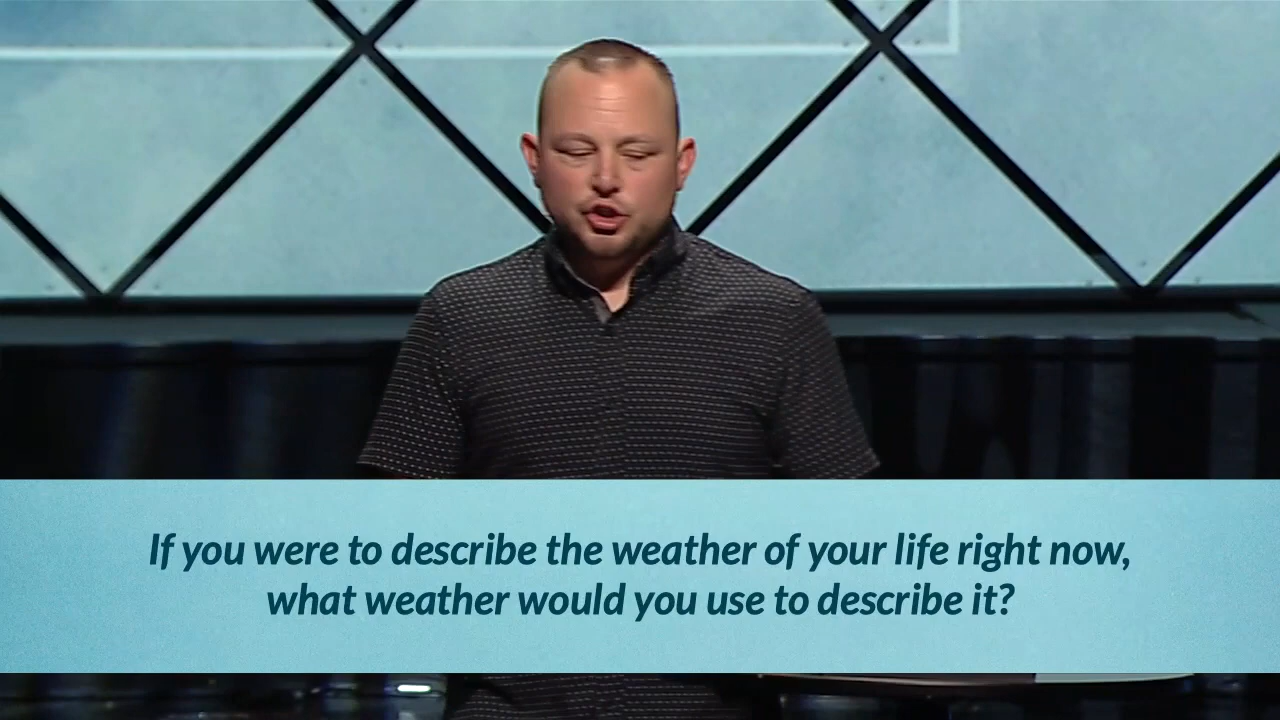 If you were to describe the weather of your life right now,
what weather would you use to describe it?